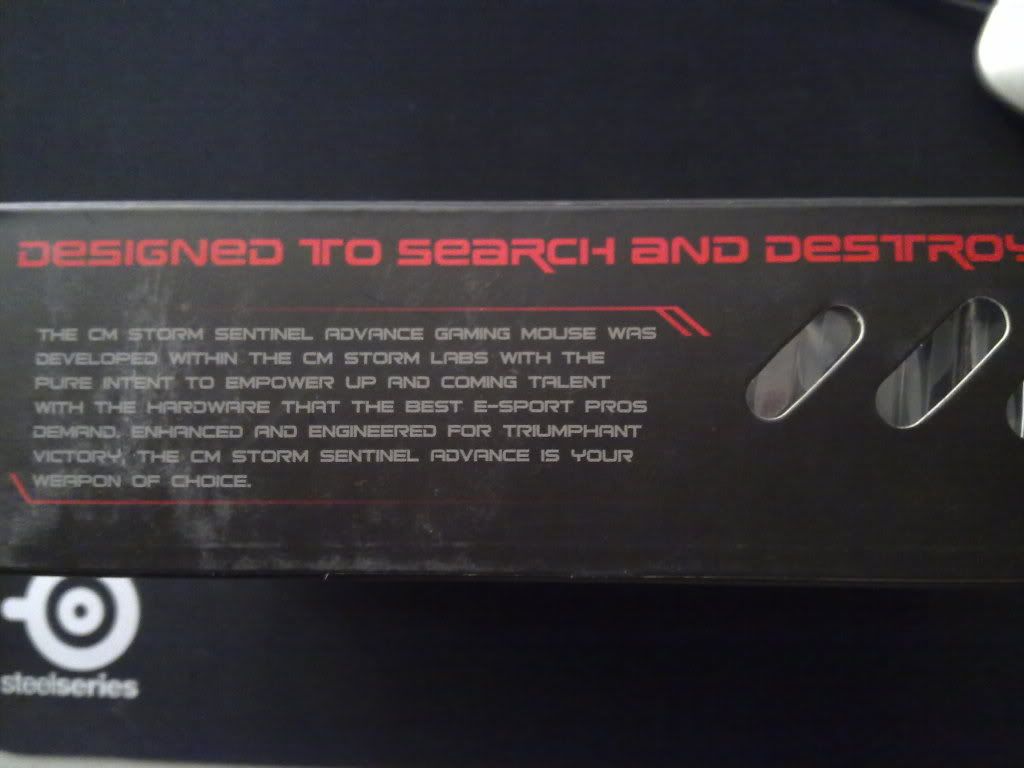 DESIGNED TO SEARCH AND DESTROY
THE CM STORM SENTINEL ADVANCE GAMING MOUSE WAS
DEVELOPED WITHIN THE CM STORM LABS WITH THE
PURE INTENT TO EMPOWER UP AND COMING TALENT
WITH THE HARDWARE THAT THE BEST E-SPORT PROS
DEMAND. ENHANCED AND ENGINEERED FOR TRIUMPHANT
VICTORY, THE CM STORM SENTINEL ADVANCE IS YOUR
WEAPON OF CHOICE.
steelseries